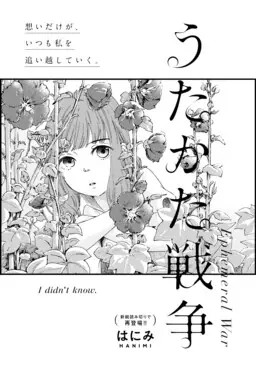 想いだけが、
いつも私を
追い越していく。
うたかた戦争
Ephemeral War
I didn't know.
新鋭読み切りで
再登場!!
はにみ
HANIMI